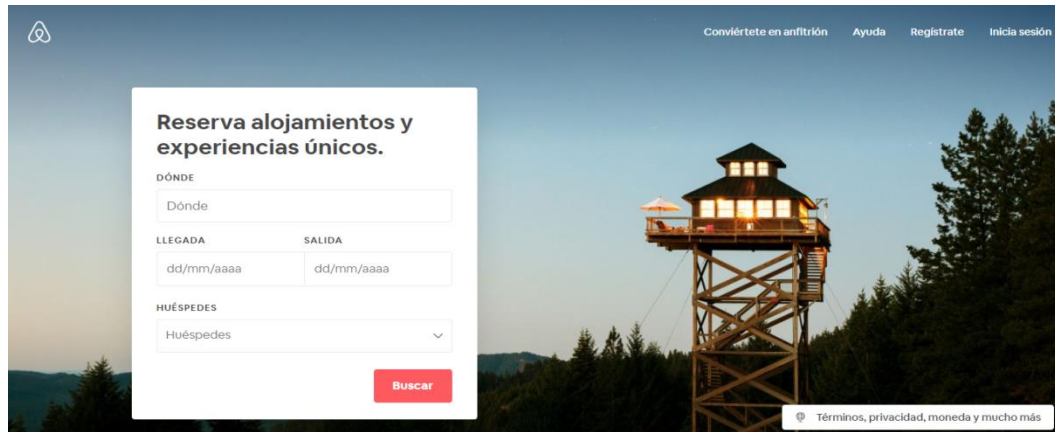 Conviértete en anfitrión Ayuda Regístrate Inicia sesión
Reserva alojamientos y
experiencias únicos.
DÓNDE
Dónde
LLEGADA SALIDA
dd/mm/aaaa dd/mm/aaaa
HUÉSPEDES
Huéspedes
Buscar
Términos, privacidad, moneda y mucho más